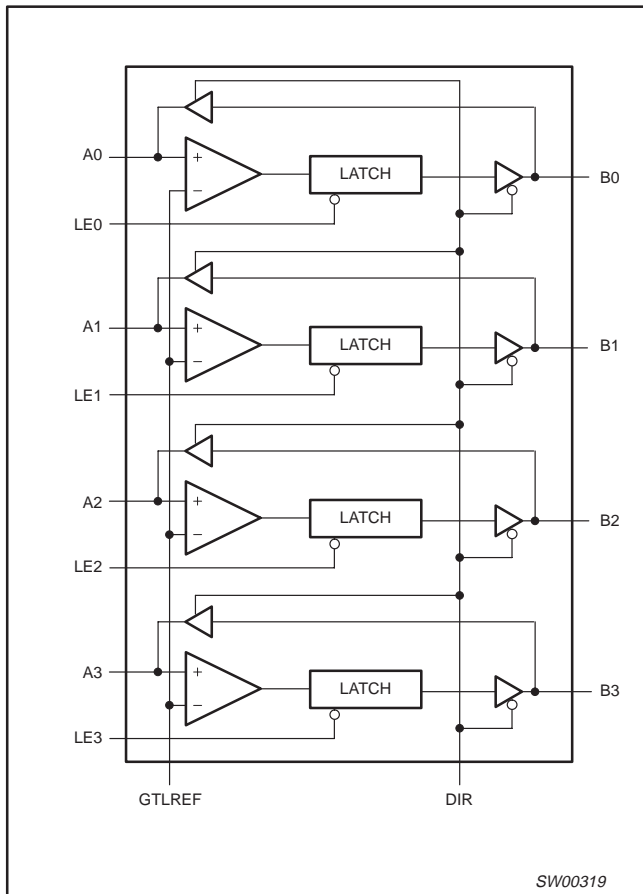 A0
+
−
LATCH
B0
LE0
A1
+
−
LATCH
B1
LE1
A2
+
−
LATCH
B2
LE2
A3
+
−
LATCH
B3
LE3
GTLREF
DIR
SW00319